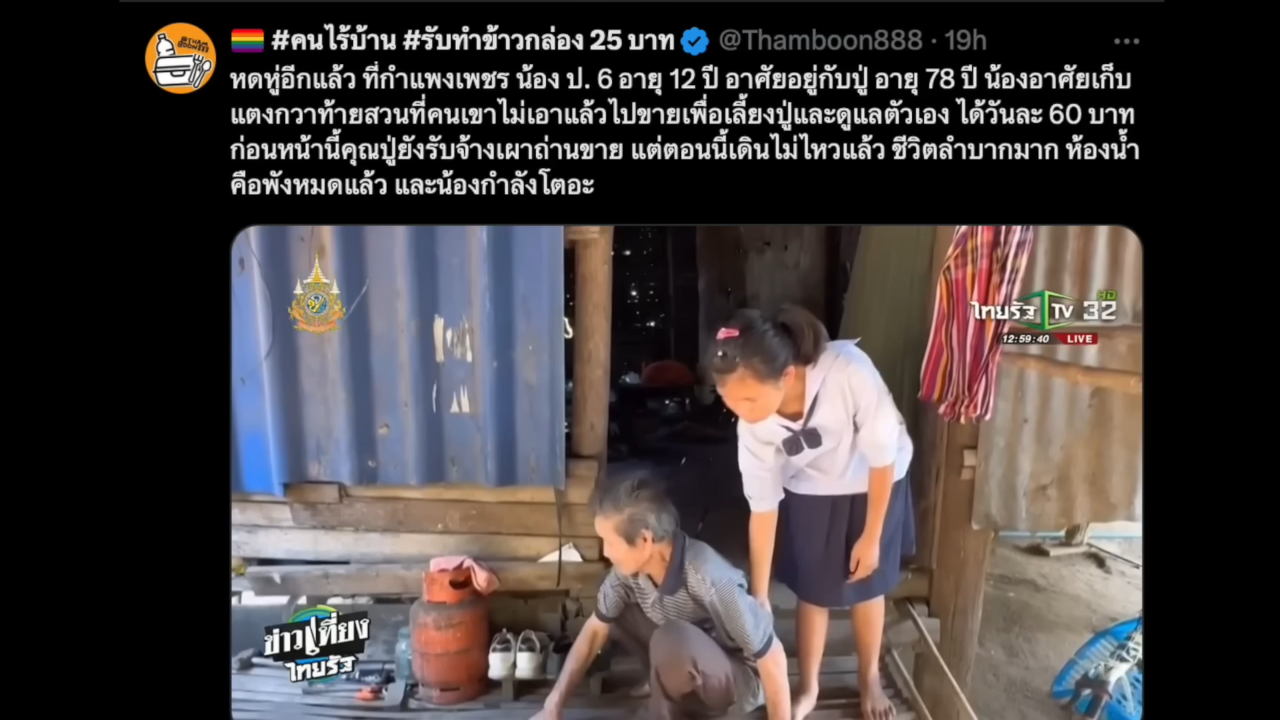 #คนไร้บ้าน #รับทำข้าวกล่อง 25 บาท @Thamboon888 · 19h
หดหู่อีกแล้ว ที่กำแพงเพชร น้อง ป. 6 อายุ 12 ปี อาศัยอยู่กับปู่ อายุ 78 ปี น้องอาศัยเก็บ
แตงกวาท้ายสวนที่คนเขาไม่เอาแล้วไปขายเพื่อเลี้ยงปู่และดูแลตัวเอง ได้วันละ 60 บาท
ก่อนหน้านี้คุณปู่ยังรับจ้างเผาถ่านขาย แต่ตอนนี้เดินไม่ไหวแล้ว ชีวิตลำบากมาก ห้องน้ำ
คือพังหมดแล้ว และน้องกำลังโตอะ
ไทยรัฐ TV 32
12:59:40 LIVE
ข่าวเที่ยง
ไทยรัฐ